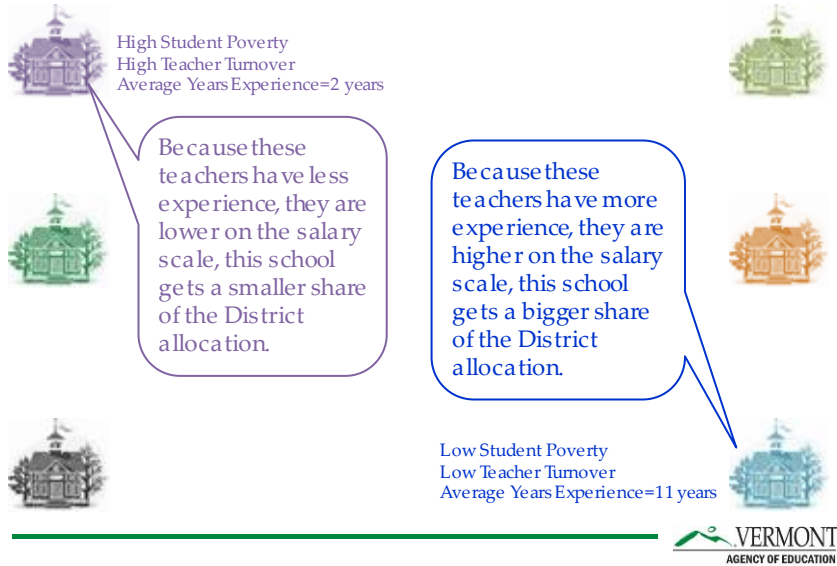 High Student Poverty
High Teacher Turnover
Average Years Experience=2 years
Because these
teachers have less
experience, they are
lower on the salary
scale, this school
gets a smaller share
of the District
allocation.
Because these
teachers have more
experience, they are
higher on the salary
scale, this school
gets a bigger share
of the District
allocation.
Low Student Poverty
Low Teacher Turnover
Average Years Experience=11 years
VERMONT
AGENCY OF EDUCATION